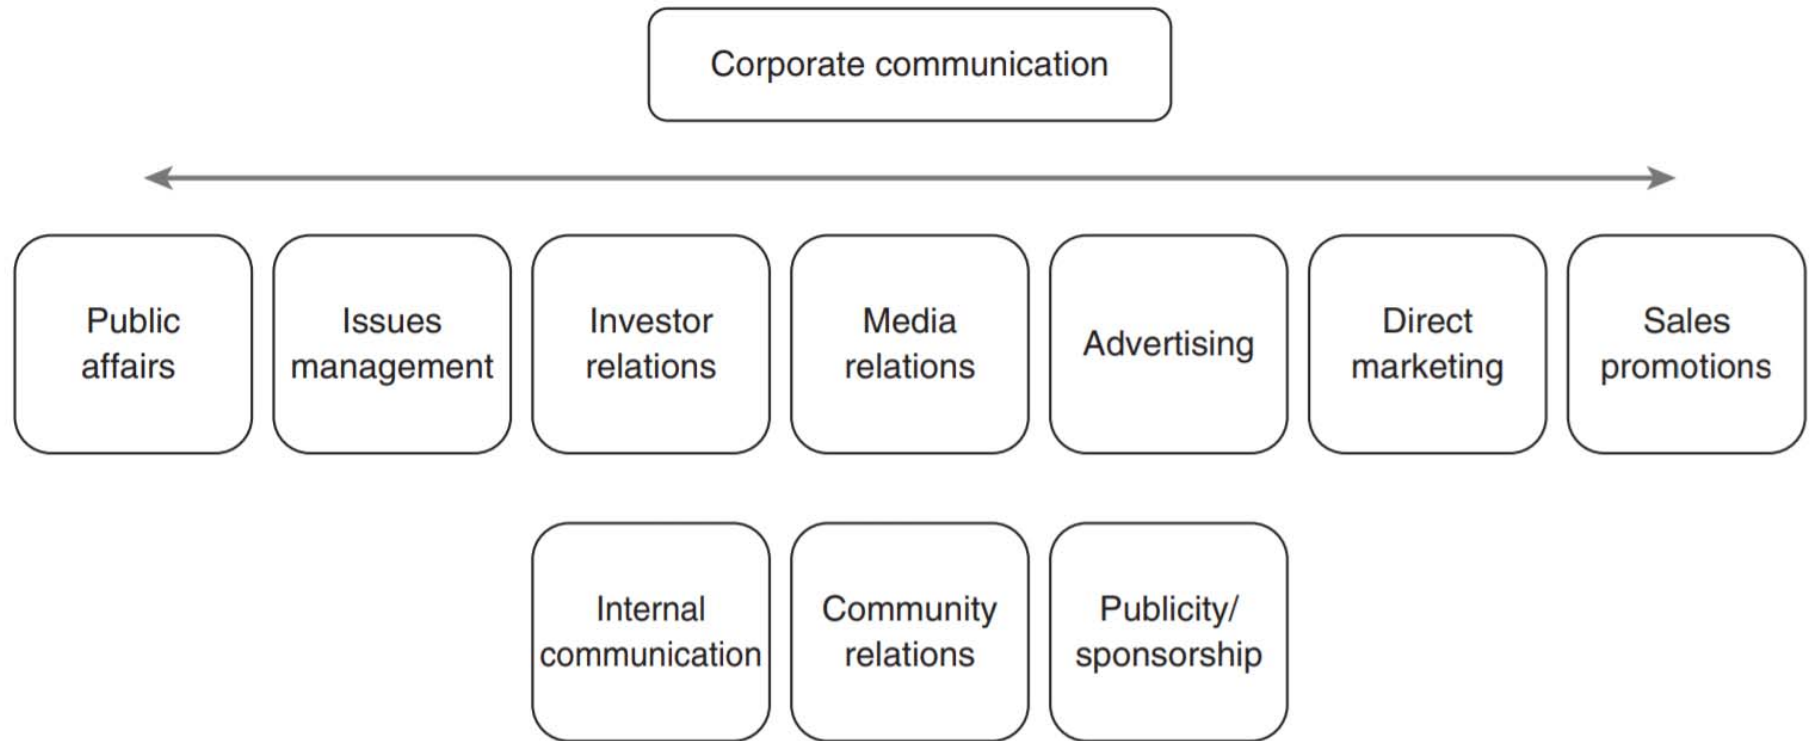 Corporate communication
Public
affairs
Issues
management
Investor
relations
Media
relations
Advertising
Direct
marketing
Sales
promotions
Internal
communication
Community
relations
Publicity/
sponsorship